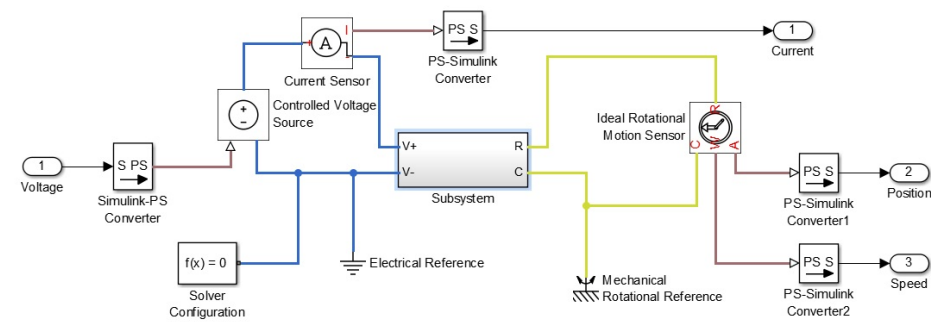 A
I
Current Sensor
PS S
PS-Simulink
Converter
1
Current
+
−
Controlled Voltage
Source
1
Voltage
S PS
Simulink-PS
Converter
V+
V-
R
C
Subsystem
Ideal Rotational
Motion Sensor
R
C
W
A
PS S
PS-Simulink
Converter1
2
Position
f(x) = 0
Solver
Configuration
Electrical Reference
Mechanical
Rotational Reference
PS S
PS-Simulink
Converter2
3
Speed